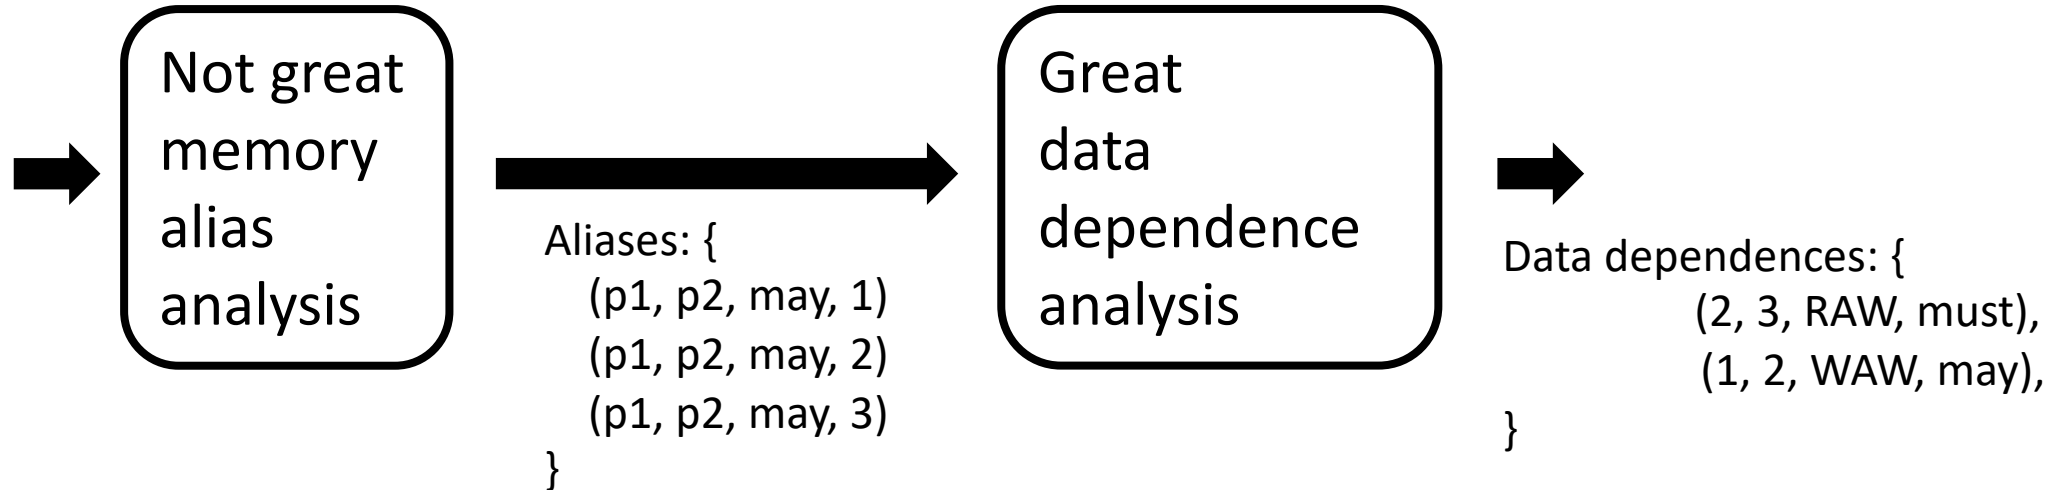 Not great
memory
alias
analysis
Aliases: {
(p1, p2, may, 1)
(p1, p2, may, 2)
(p1, p2, may, 3)
}
Great
data
dependence
analysis
Data dependences: {
(2, 3, RAW, must),
(1, 2, WAW, may),
}